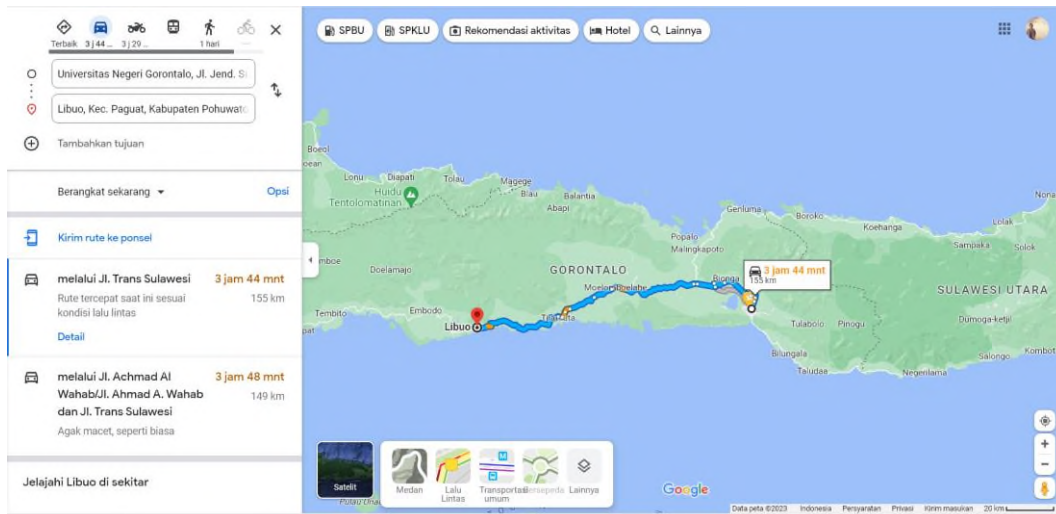 Terbaik
3 j 44 ...
3 j 29 ...
1 hari
Universitas Negeri Gorontalo, Jl. Jend. S
Libuo, Kec. Paguat, Kabupaten Pohuwato
Tambahkan tujuan
Berangkat sekarang
Opsi
Kirim rute ke ponsel
melalui Jl. Trans Sulawesi
3 jam 44 mnt
Rute tercepat saat ini sesuai
155 km
kondisi lalu lintas
Detail
melalui Jl. Achmad Al
3 jam 48 mnt
Wahab/Jl. Ahmad A. Wahab
149 km
dan Jl. Trans Sulawesi
Agak macet, seperti biasa
Jelajahi Libuo di sekitar
SPBU
SPKLU
Rekomendasi aktivitas
Hotel
Lainnya
Boeol
Lonu
Diapati
Tolau
Magege
Huidu
Tentolomatinan
Blau
Balantia
Abapi
Genluma
Boroko
Koehanga
Lolak
Nona
Popalo
Malingkapoto
Sampaka
Solok
Doelamajo
GORONTALO
Bionga
3 jam 44 mnt
155 km
SULAWESI UTARA
Tembito
Embodo
Libuo
Tulabolo
Pinogu
Dumoga-ketjil
Bilungala
Taludaa
Negerilama
Salongo
Kombot
Satelit
Medan
Lalu
Lintas
Transportasi
umum
Bersepeda
Lainnya
Google
Data peta ©2023
Indonesia
Persyaratan
Privasi
Kirim masukan
20 km